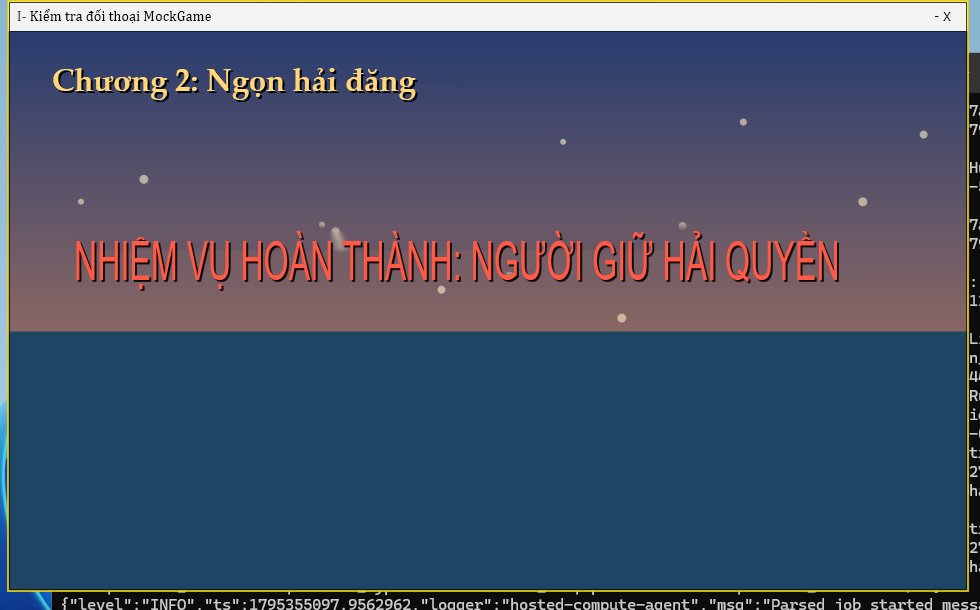 I- Kiểm tra đối thoại MockGame
- X
Chương 2: Ngọn hải đăng
NHIỆM VỤ HOÀN THÀNH: NGƯỜI GIỮ HẢI QUYỀN
{"level":"INFO","ts":1795355097.9562962,"logger":"hosted-compute-agent","msg":"Parsed job started mes